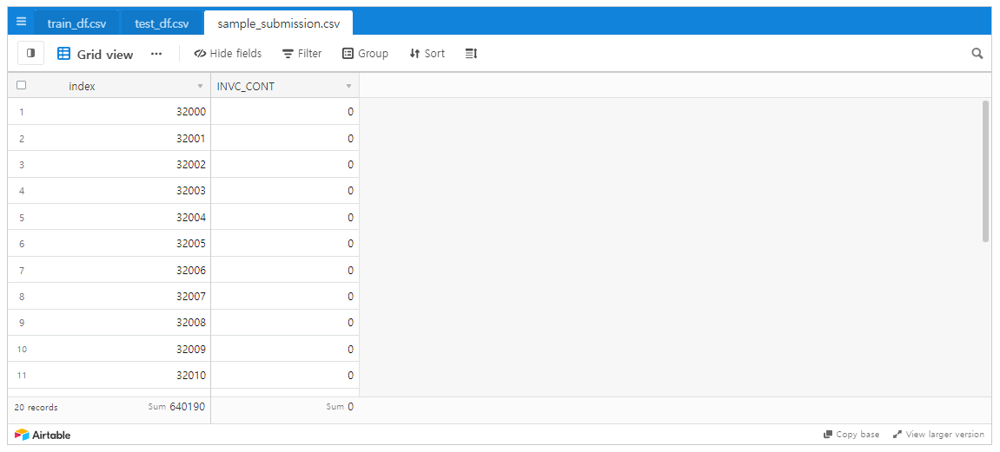 train_df.csv test_df.csv sample_submission.csv
Grid view Hide fields Filter Group Sort
index INVC_CONT
1 32000 0
2 32001 0
3 32002 0
4 32003 0
5 32004 0
6 32005 0
7 32006 0
8 32007 0
9 32008 0
10 32009 0
11 32010 0
20 records Sum 640190 Sum 0
Airtable Copy base View larger version